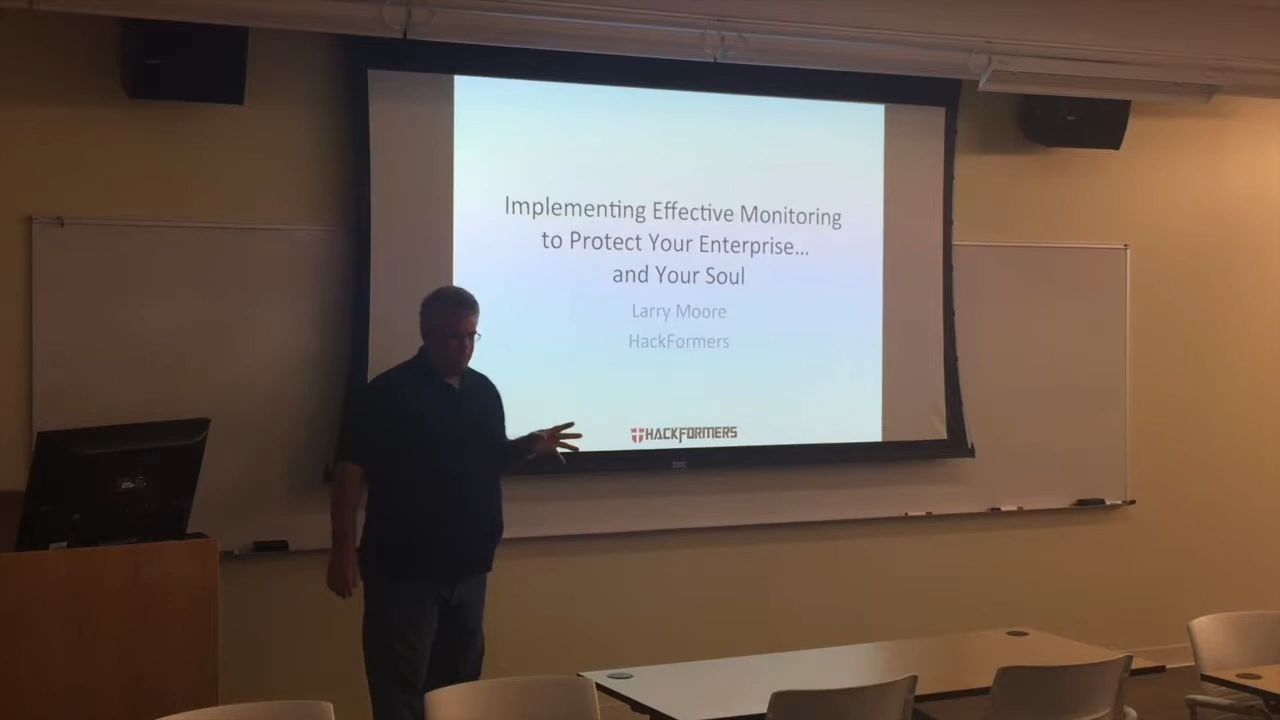 Implementing Effective Monitoring
to Protect Your Enterprise...
and Your Soul
Larry Moore
HackFormers
HACKFORMERS